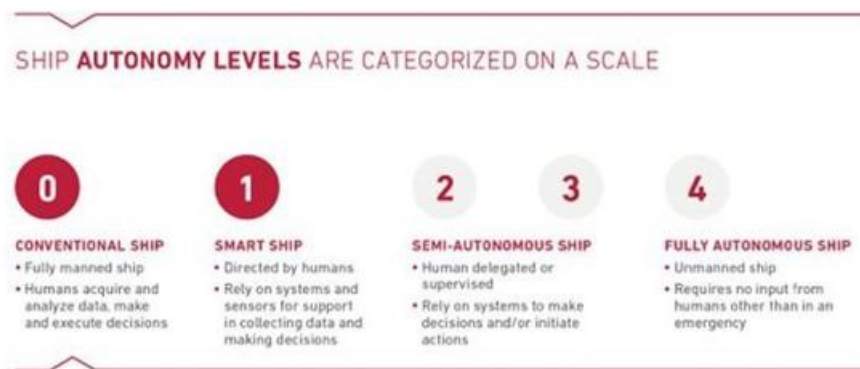 SHIP AUTONOMY LEVELS ARE CATEGORIZED ON A SCALE
0
CONVENTIONAL SHIP
• Fully manned ship
• Humans acquire and
analyze data, make
and execute decisions
1
SMART SHIP
• Directed by humans
• Rely on systems and
sensors for support
in collecting data and
making decisions
2 3
SEMI-AUTONOMOUS SHIP
• Human delegated or
supervised
• Rely on systems to make
decisions and/or initiate
actions
4
FULLY AUTONOMOUS SHIP
• Unmanned ship
• Requires no input from
humans other than in an
emergency